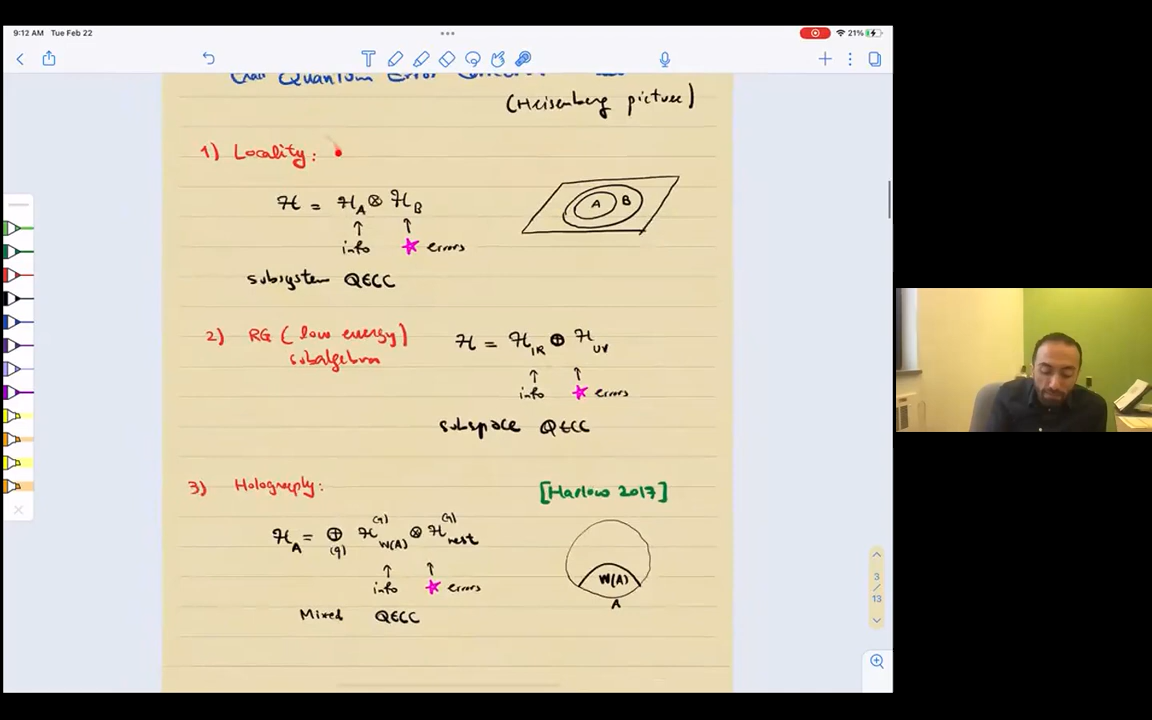 9:12 AM Tue Feb 22
21%
Quantum Error
(Heisenberg picture)
1) Locality:
ℋ = ℋ_A ⊗ ℋ_B
A B
↑ ↑
info ☆ errors
subsystem QECC
2) RG (low energy)
subalgebra
ℋ = ℋ_IR ⊕ ℋ_UV
↑ ↑
info ☆ errors
subspace QECC
3) Holography:
[Harlow 2017]
ℋ_A = ⊕_(q) ℋ^(q)_W(A) ⊗ ℋ^(q)_rest
↑ ↑
info ☆ errors
W(A)
A
Mixed QECC
3
/
13